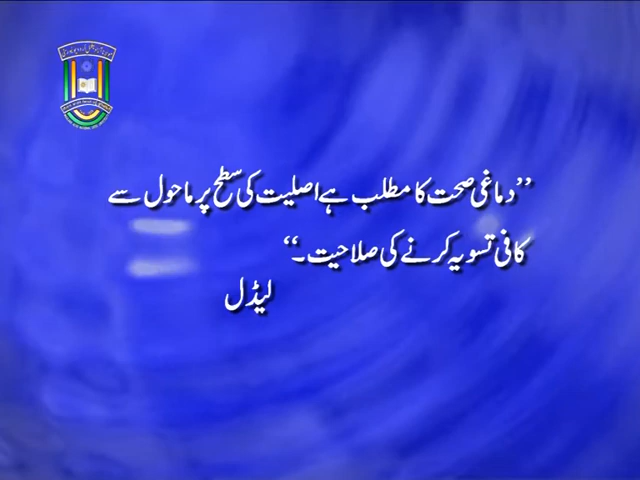 ’’دماغی صحت کا مطلب ہے اصلیت کی سطح پر ماحول سے
کافی تسویہ کرنے کی صلاحیت۔‘‘
لیڈل